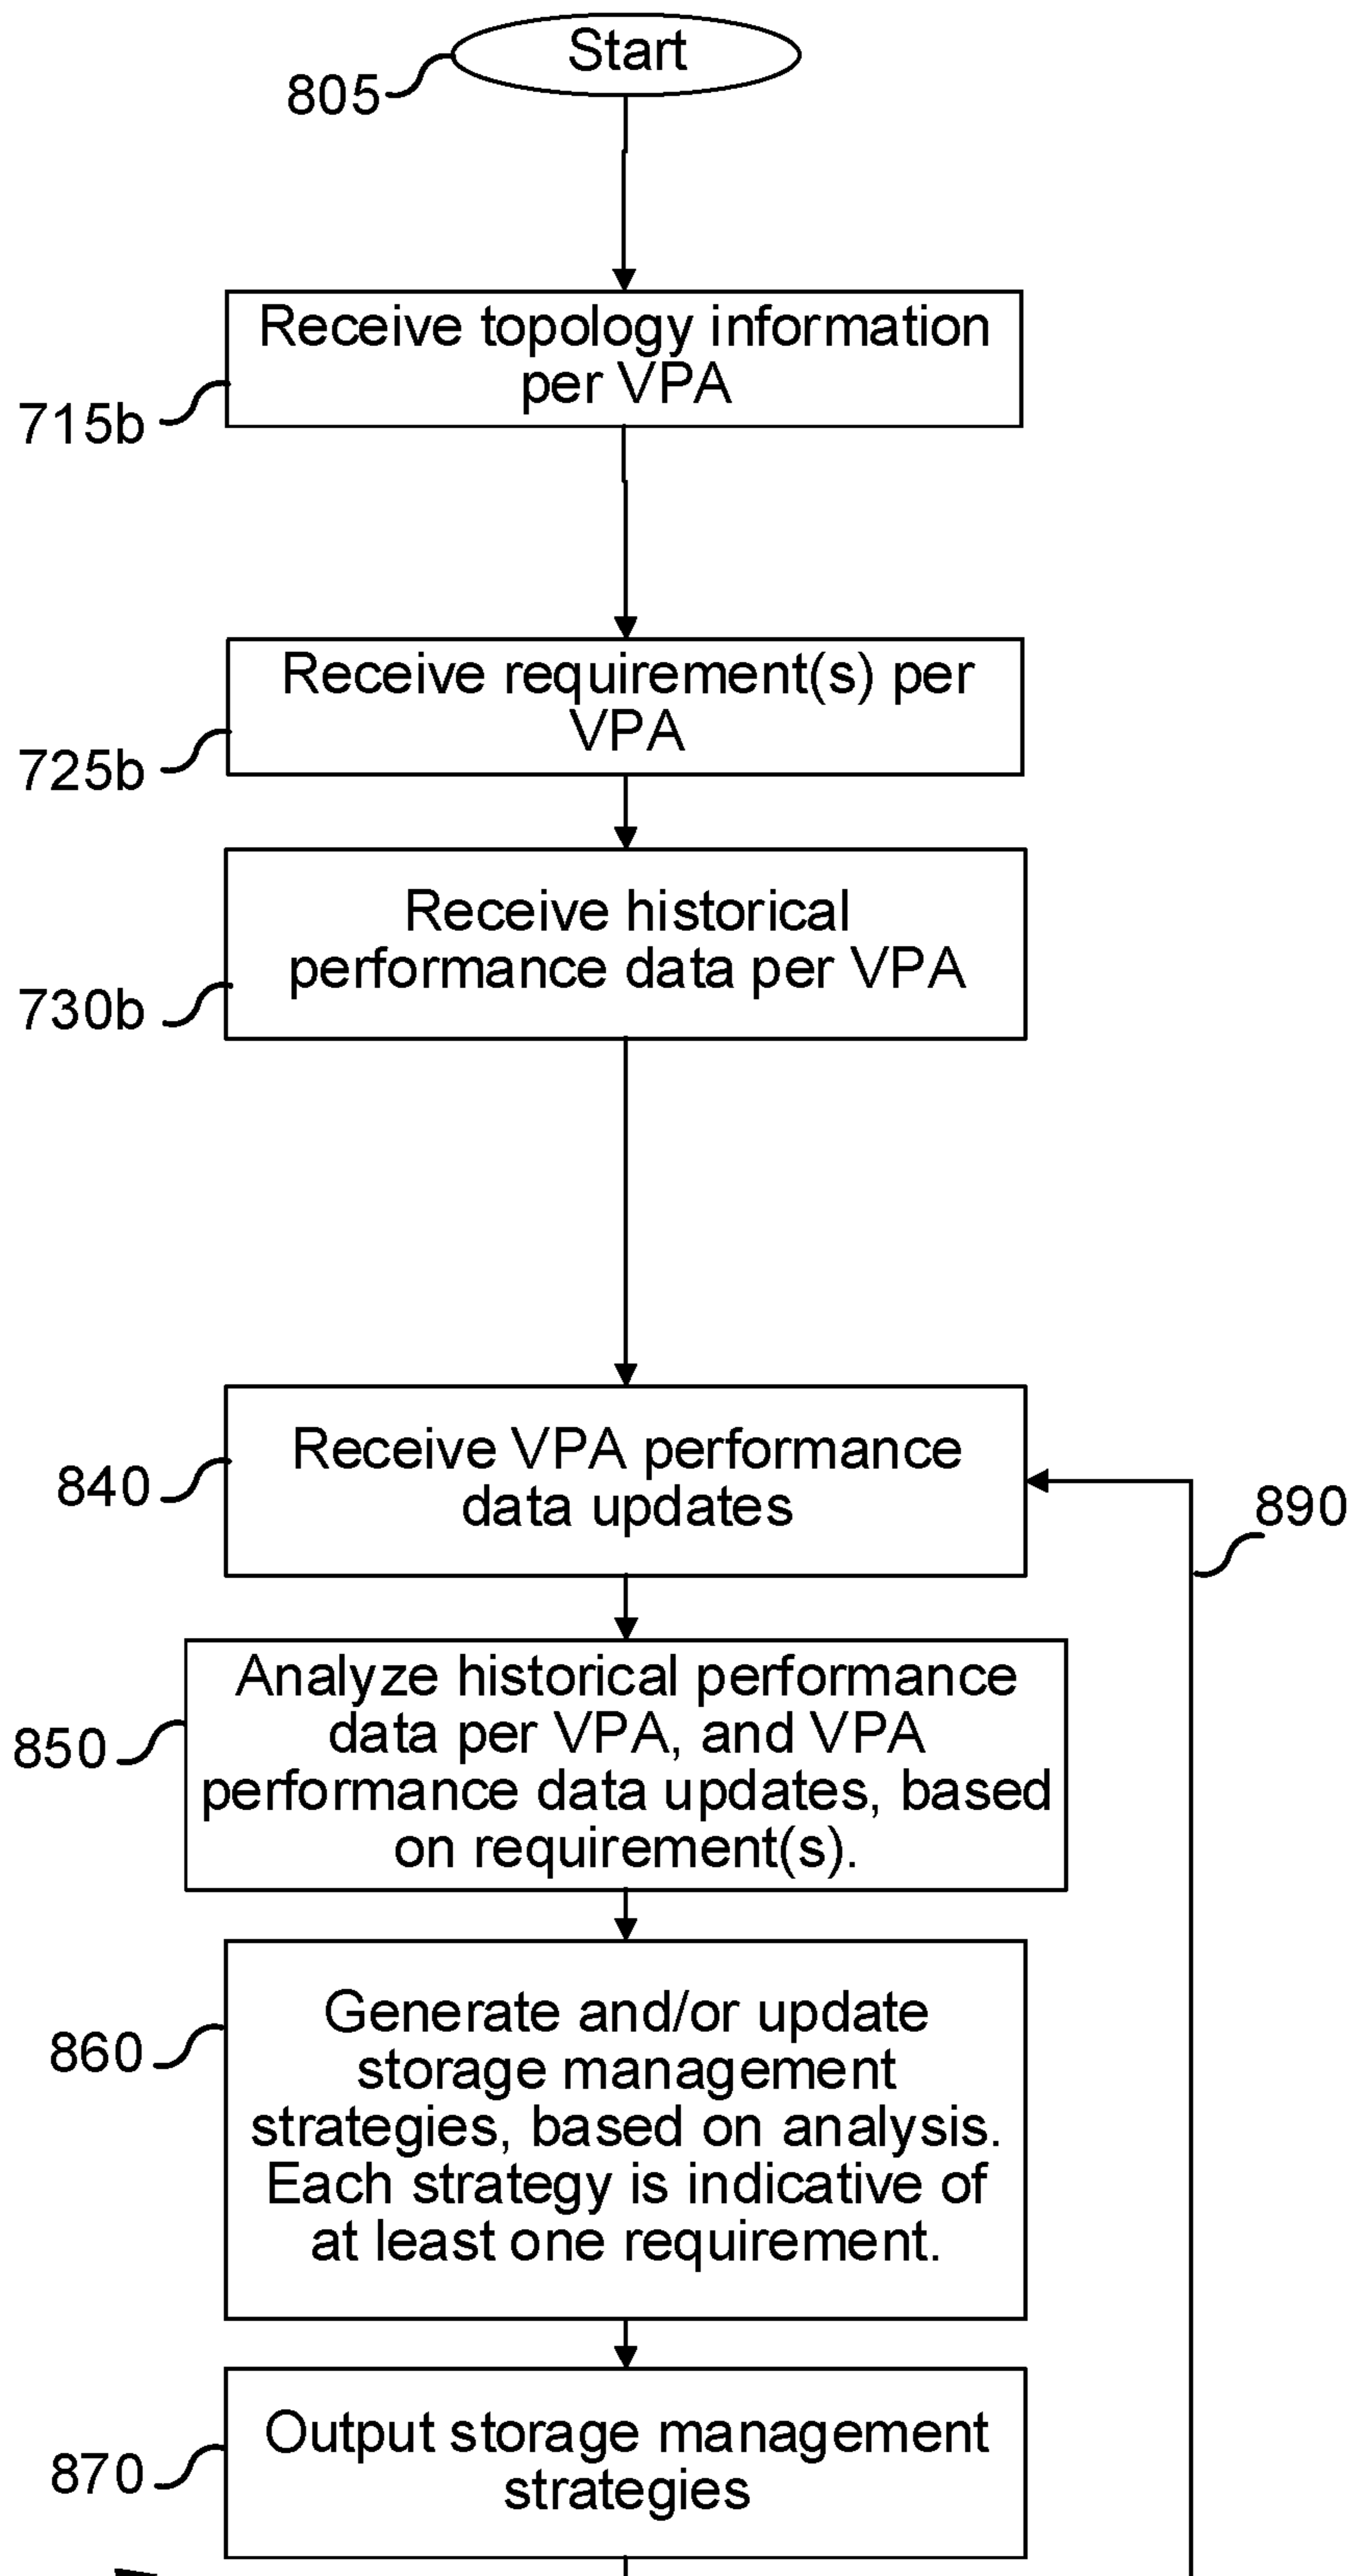 Start
805
Receive topology information
per VPA
715b
Receive requirement(s) per
VPA
725b
Receive historical
performance data per VPA
730b
Receive VPA performance
data updates
840
890
Analyze historical performance
data per VPA, and VPA
performance data updates, based
on requirement(s).
850
Generate and/or update
storage management
strategies, based on analysis.
Each strategy is indicative of
at least one requirement.
860
Output storage management
strategies
870